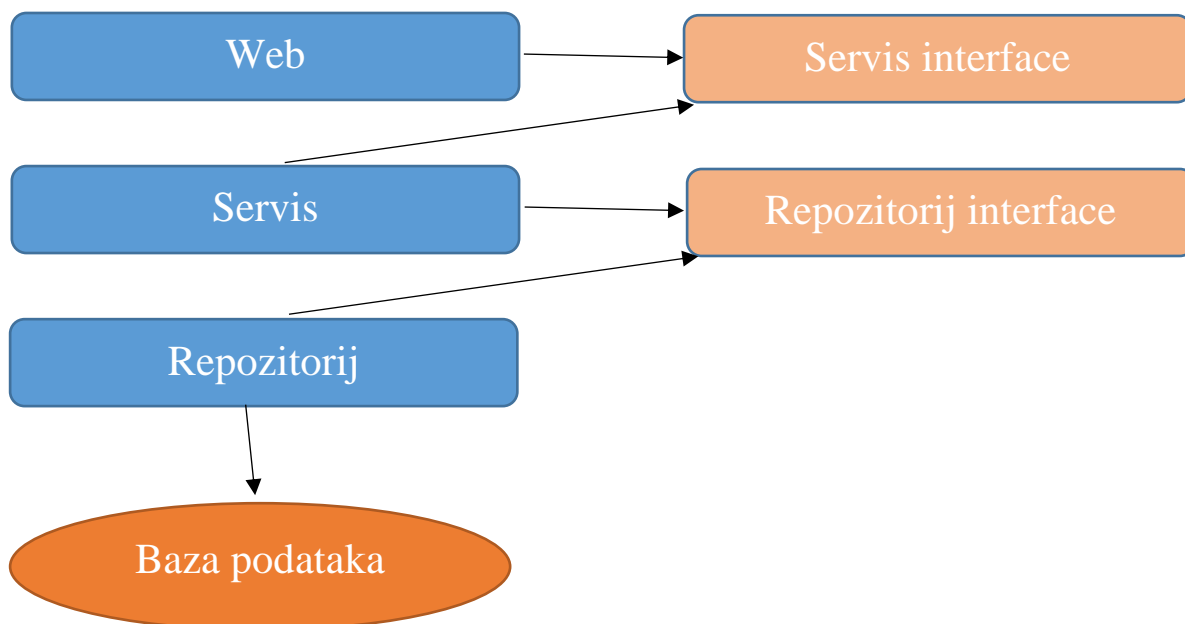 Web
Servis interface
Servis
Repozitorij interface
Repozitorij
Baza podataka